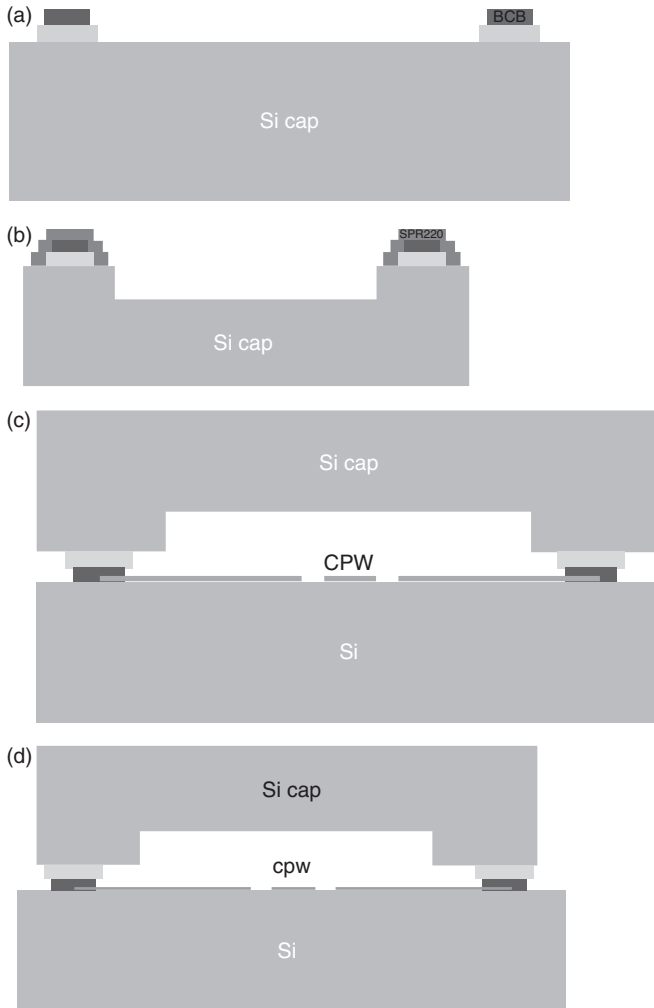 (a)
BCB
Si cap
(b)
SPR220
Si cap
(c)
Si cap
CPW
Si
(d)
Si cap
cpw
Si